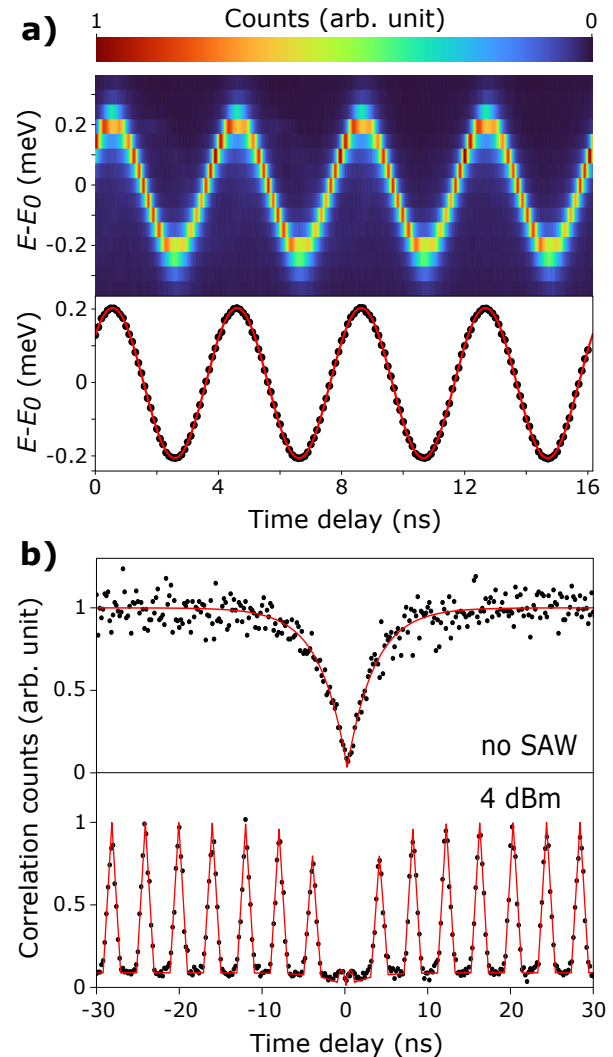 a)
Counts (arb. unit)
1 0
E-E0 (meV)
0.2
0
-0.2
E-E0 (meV)
0.2
0
-0.2
0 4 8 12 16
Time delay (ns)
b)
Correlation counts (arb. unit)
1
0.5
0
no SAW
4 dBm
1
0.5
0
-30 -20 -10 0 10 20 30
Time delay (ns)